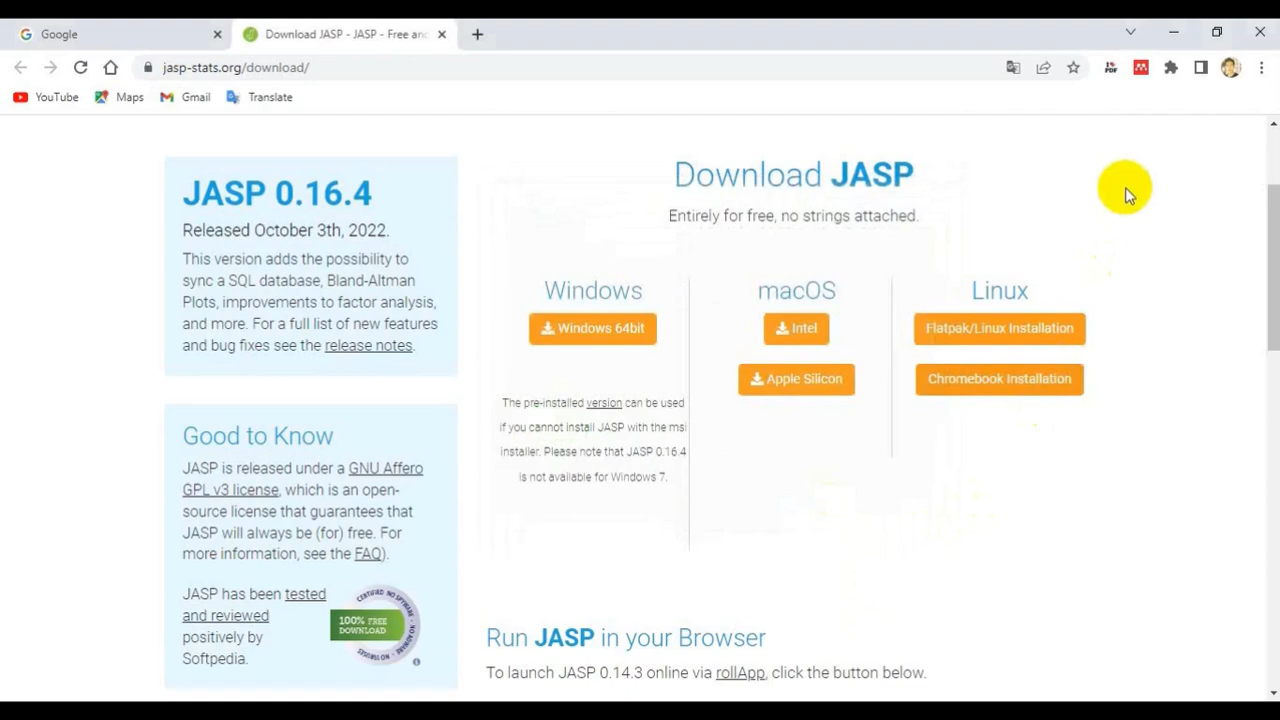 Google
Download JASP - JASP - Free and
jasp-stats.org/download/
YouTube
Maps
Gmail
Translate
JASP 0.16.4
Released October 3th, 2022.
This version adds the possibility to
sync a SQL database, Bland-Altman
Plots, improvements to factor analysis,
and more. For a full list of new features
and bug fixes see the release notes.
Good to Know
JASP is released under a GNU Affero
GPL v3 license, which is an open-
source license that guarantees that
JASP will always be (for) free. For
more information, see the FAQ).
JASP has been tested
and reviewed
positively by
Softpedia.
CERTIFIED NO SPYWARE
100% FREE
DOWNLOAD
NO ADWARE
NO VIRUSES
Download JASP
Entirely for free, no strings attached.
Windows
Windows 64bit
The pre-installed version can be used
if you cannot install JASP with the msi
installer. Please note that JASP 0.16.4
is not available for Windows 7.
macOS
Intel
Apple Silicon
Linux
Flatpak/Linux Installation
Chromebook Installation
Run JASP in your Browser
To launch JASP 0.14.3 online via rollApp, click the button below.